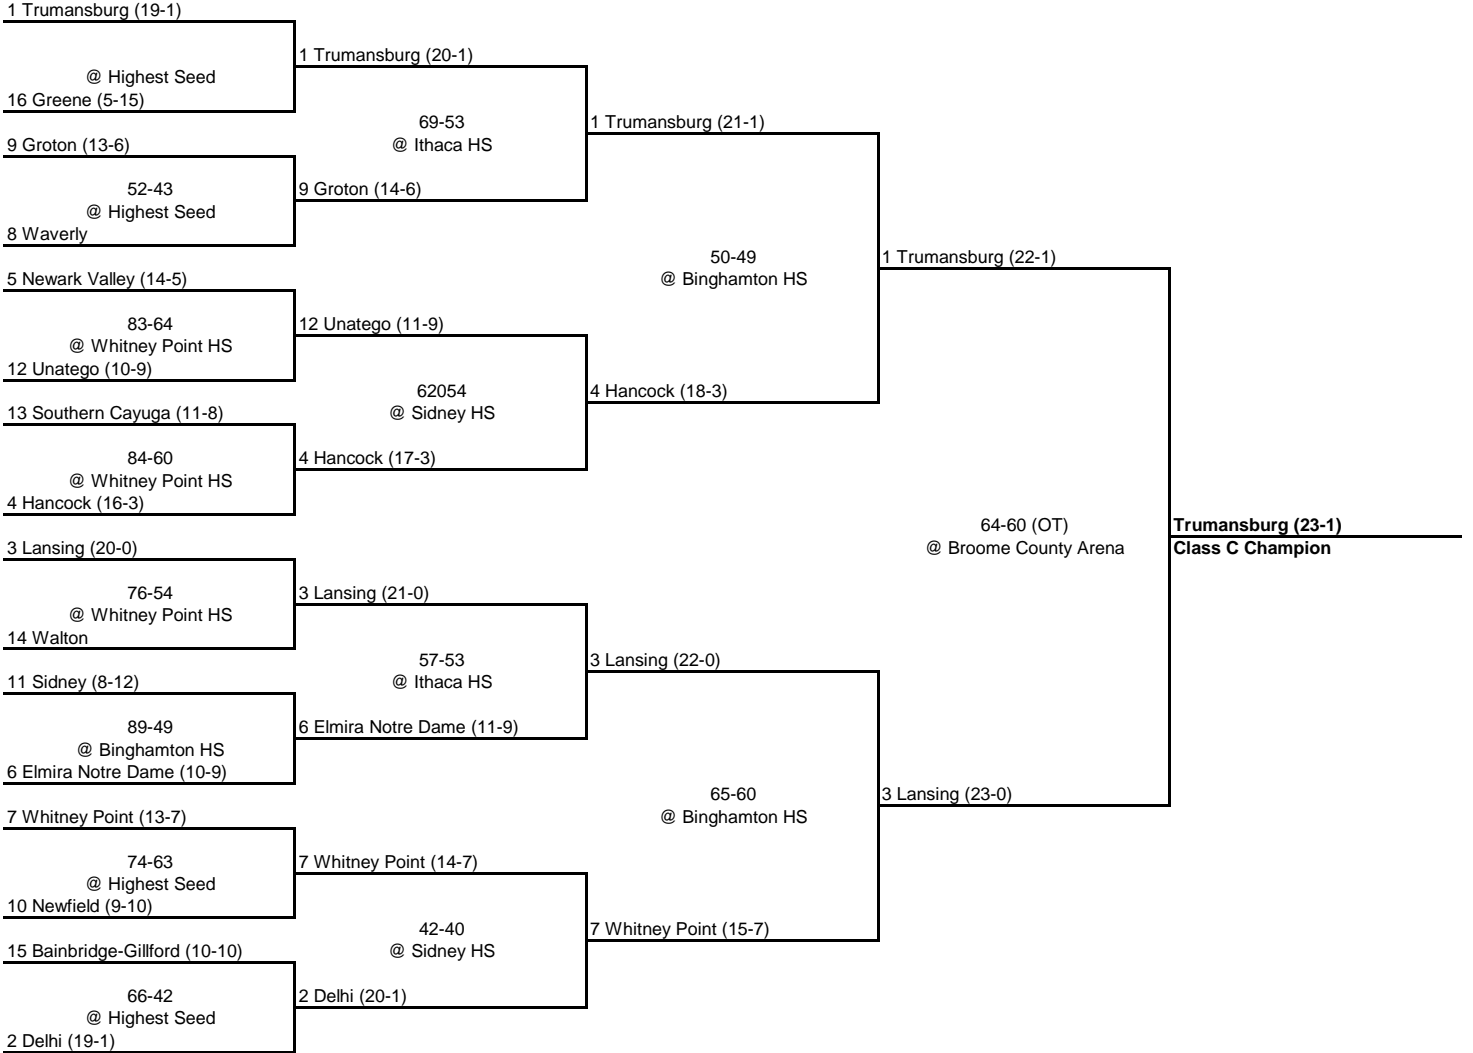 1 Trumansburg (19-1)
@ Highest Seed
16 Greene (5-15)
9 Groton (13-6)
52-43
@ Highest Seed
8 Waverly
5 Newark Valley (14-5)
83-64
@ Whitney Point HS
12 Unatego (10-9)
13 Southern Cayuga (11-8)
84-60
@ Whitney Point HS
4 Hancock (16-3)
3 Lansing (20-0)
76-54
@ Whitney Point HS
14 Walton
11 Sidney (8-12)
89-49
@ Binghamton HS
6 Elmira Notre Dame (10-9)
7 Whitney Point (13-7)
74-63
@ Highest Seed
10 Newfield (9-10)
15 Bainbridge-Gillford (10-10)
66-42
@ Highest Seed
2 Delhi (19-1)
1 Trumansburg (20-1)
69-53
@ Ithaca HS
9 Groton (14-6)
12 Unatego (11-9)
62054
@ Sidney HS
4 Hancock (17-3)
3 Lansing (21-0)
57-53
@ Ithaca HS
6 Elmira Notre Dame (11-9)
7 Whitney Point (14-7)
42-40
@ Sidney HS
2 Delhi (20-1)
1 Trumansburg (21-1)
50-49
@ Binghamton HS
4 Hancock (18-3)
3 Lansing (22-0)
65-60
@ Binghamton HS
7 Whitney Point (15-7)
1 Trumansburg (22-1)
64-60 (OT)
@ Broome County Arena
3 Lansing (23-0)
Trumansburg (23-1)
Class C Champion